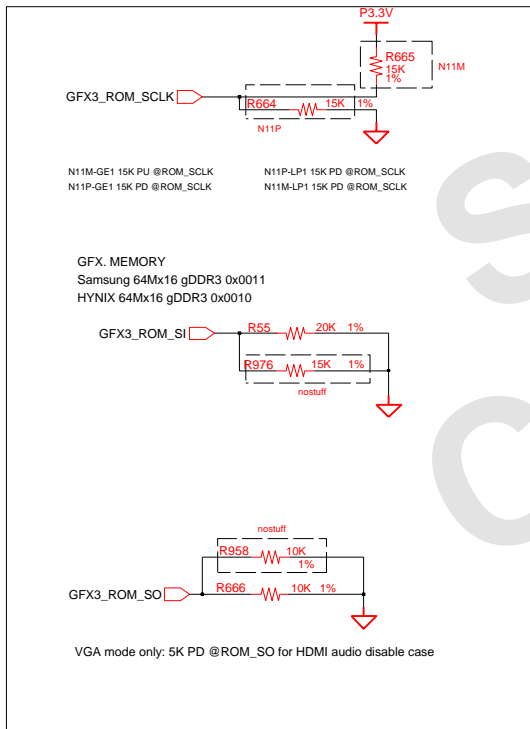 P3.3V
R665
15K
1%
N11M
GFX3_ROM_SCLK
R664 15K 1%
N11P
N11M-GE1 15K PU @ROM_SCLK N11P-LP1 15K PD @ROM_SCLK
N11P-GE1 15K PD @ROM_SCLK N11M-LP1 15K PD @ROM_SCLK
GFX. MEMORY
Samsung 64Mx16 gDDR3 0x0011
HYNIX 64Mx16 gDDR3 0x0010
GFX3_ROM_SI
R55 20K 1%
R976 15K 1%
nostuff
nostuff
R958 10K
1%
GFX3_ROM_SO
R666 10K 1%
VGA mode only: 5K PD @ROM_SO for HDMI audio disable case
S
C